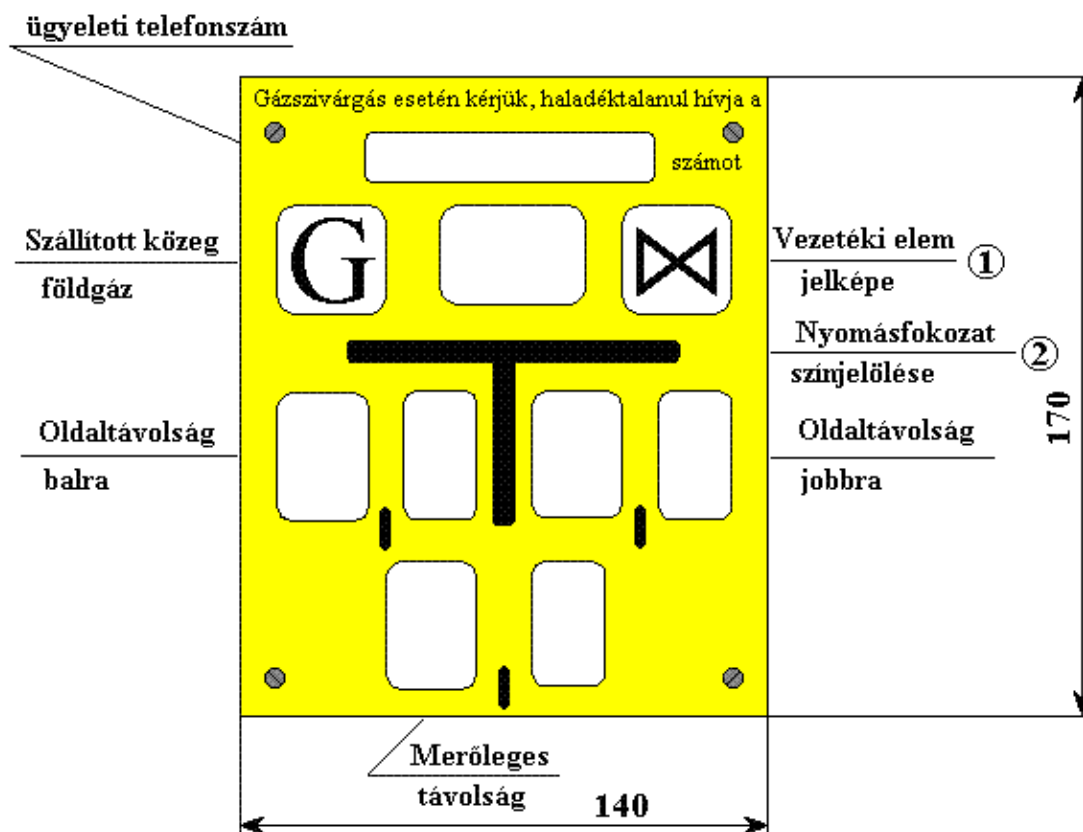 ügyeleti telefonszám
Gázszivárgás esetén kérjük, haladéktalanul hívja a
számot
G
Szállított közeg
földgáz
Vezetéki elem
jelképe
1
Nyomásfokozat
színjelölése
2
Oldaltávolság
balra
Oldaltávolság
jobbra
170
Merőleges
távolság
140